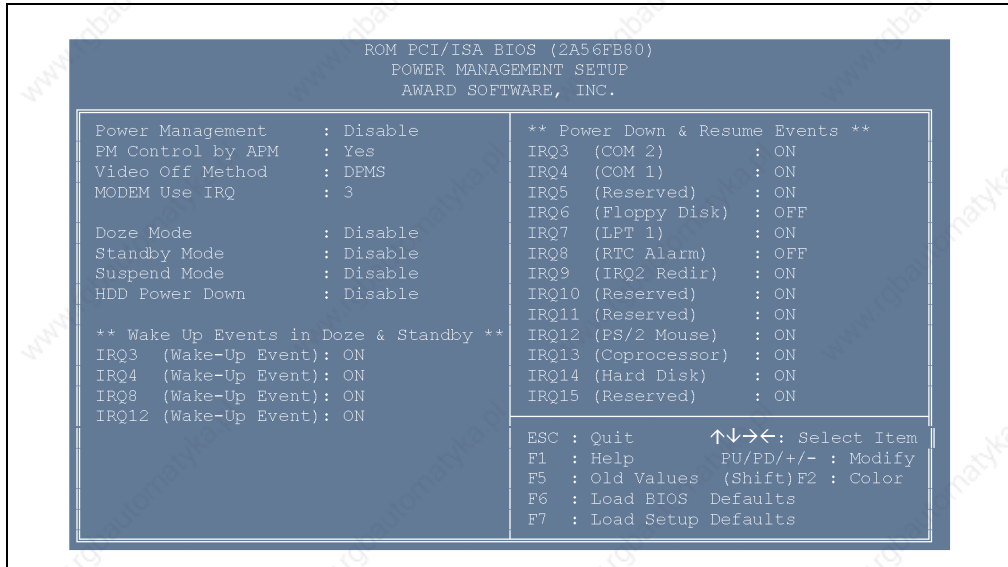 ROM PCI/ISA BIOS (2A56FB80)
POWER MANAGEMENT SETUP
AWARD SOFTWARE, INC.
Power Management : Disable
PM Control by APM : Yes
Video Off Method : DPMS
MODEM Use IRQ : 3
Doze Mode : Disable
Standby Mode : Disable
Suspend Mode : Disable
HDD Power Down : Disable
** Wake Up Events in Doze & Standby **
IRQ3 (Wake-Up Event): ON
IRQ4 (Wake-Up Event): ON
IRQ8 (Wake-Up Event): ON
IRQ12 (Wake-Up Event): ON
** Power Down & Resume Events **
IRQ3 (COM 2) : ON
IRQ4 (COM 1) : ON
IRQ5 (Reserved) : ON
IRQ6 (Floppy Disk) : OFF
IRQ7 (LPT 1) : ON
IRQ8 (RTC Alarm) : OFF
IRQ9 (IRQ2 Redir) : ON
IRQ10 (Reserved) : ON
IRQ11 (Reserved) : ON
IRQ12 (PS/2 Mouse) : ON
IRQ13 (Coprocessor) : ON
IRQ14 (Hard Disk) : ON
IRQ15 (Reserved) : ON
ESC : Quit ↑↓→←: Select Item
F1 : Help PU/PD/+/- : Modify
F5 : Old Values (Shift)F2 : Color
F6 : Load BIOS Defaults
F7 : Load Setup Defaults